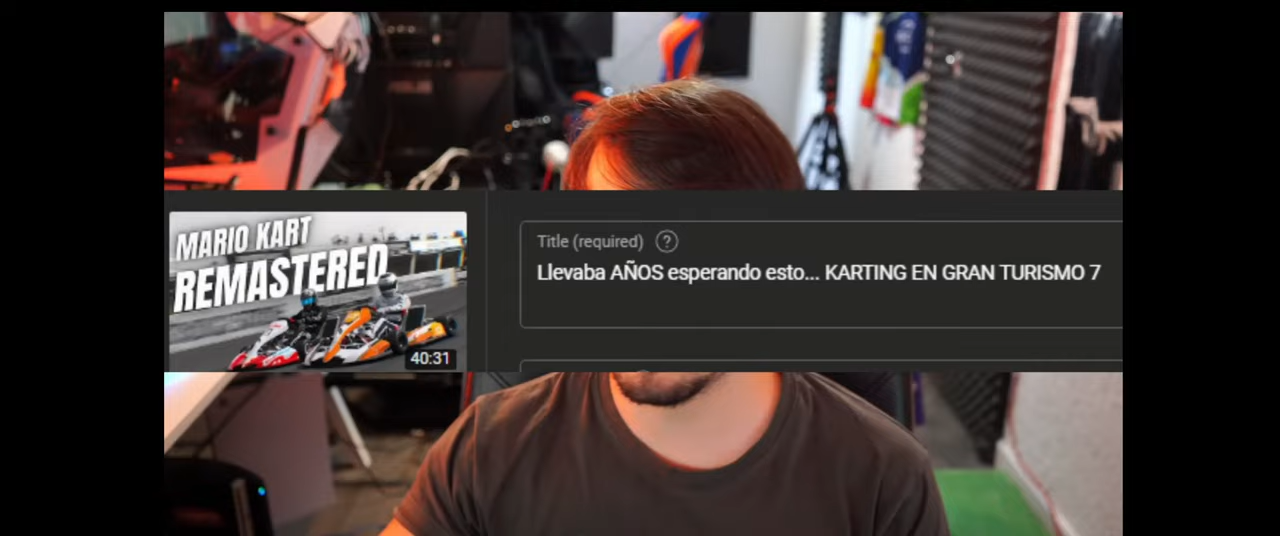 MARIO KART
REMASTERED
40:31
Title (required) ?
Llevaba AÑOS esperando esto... KARTING EN GRAN TURISMO 7